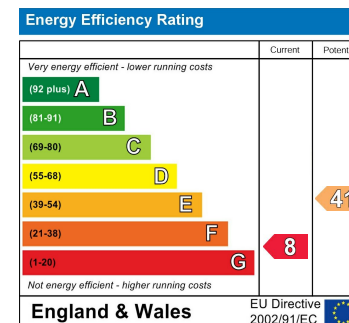 Energy Efficiency Rating
Current Potent
Very energy efficient - lower running costs
(92 plus) A
(81-91) B
(69-80) C
(55-68) D
(39-54) E
41
(21-38) F
8
(1-20) G
Not energy efficient - higher running costs
England & Wales
EU Directive
2002/91/EC